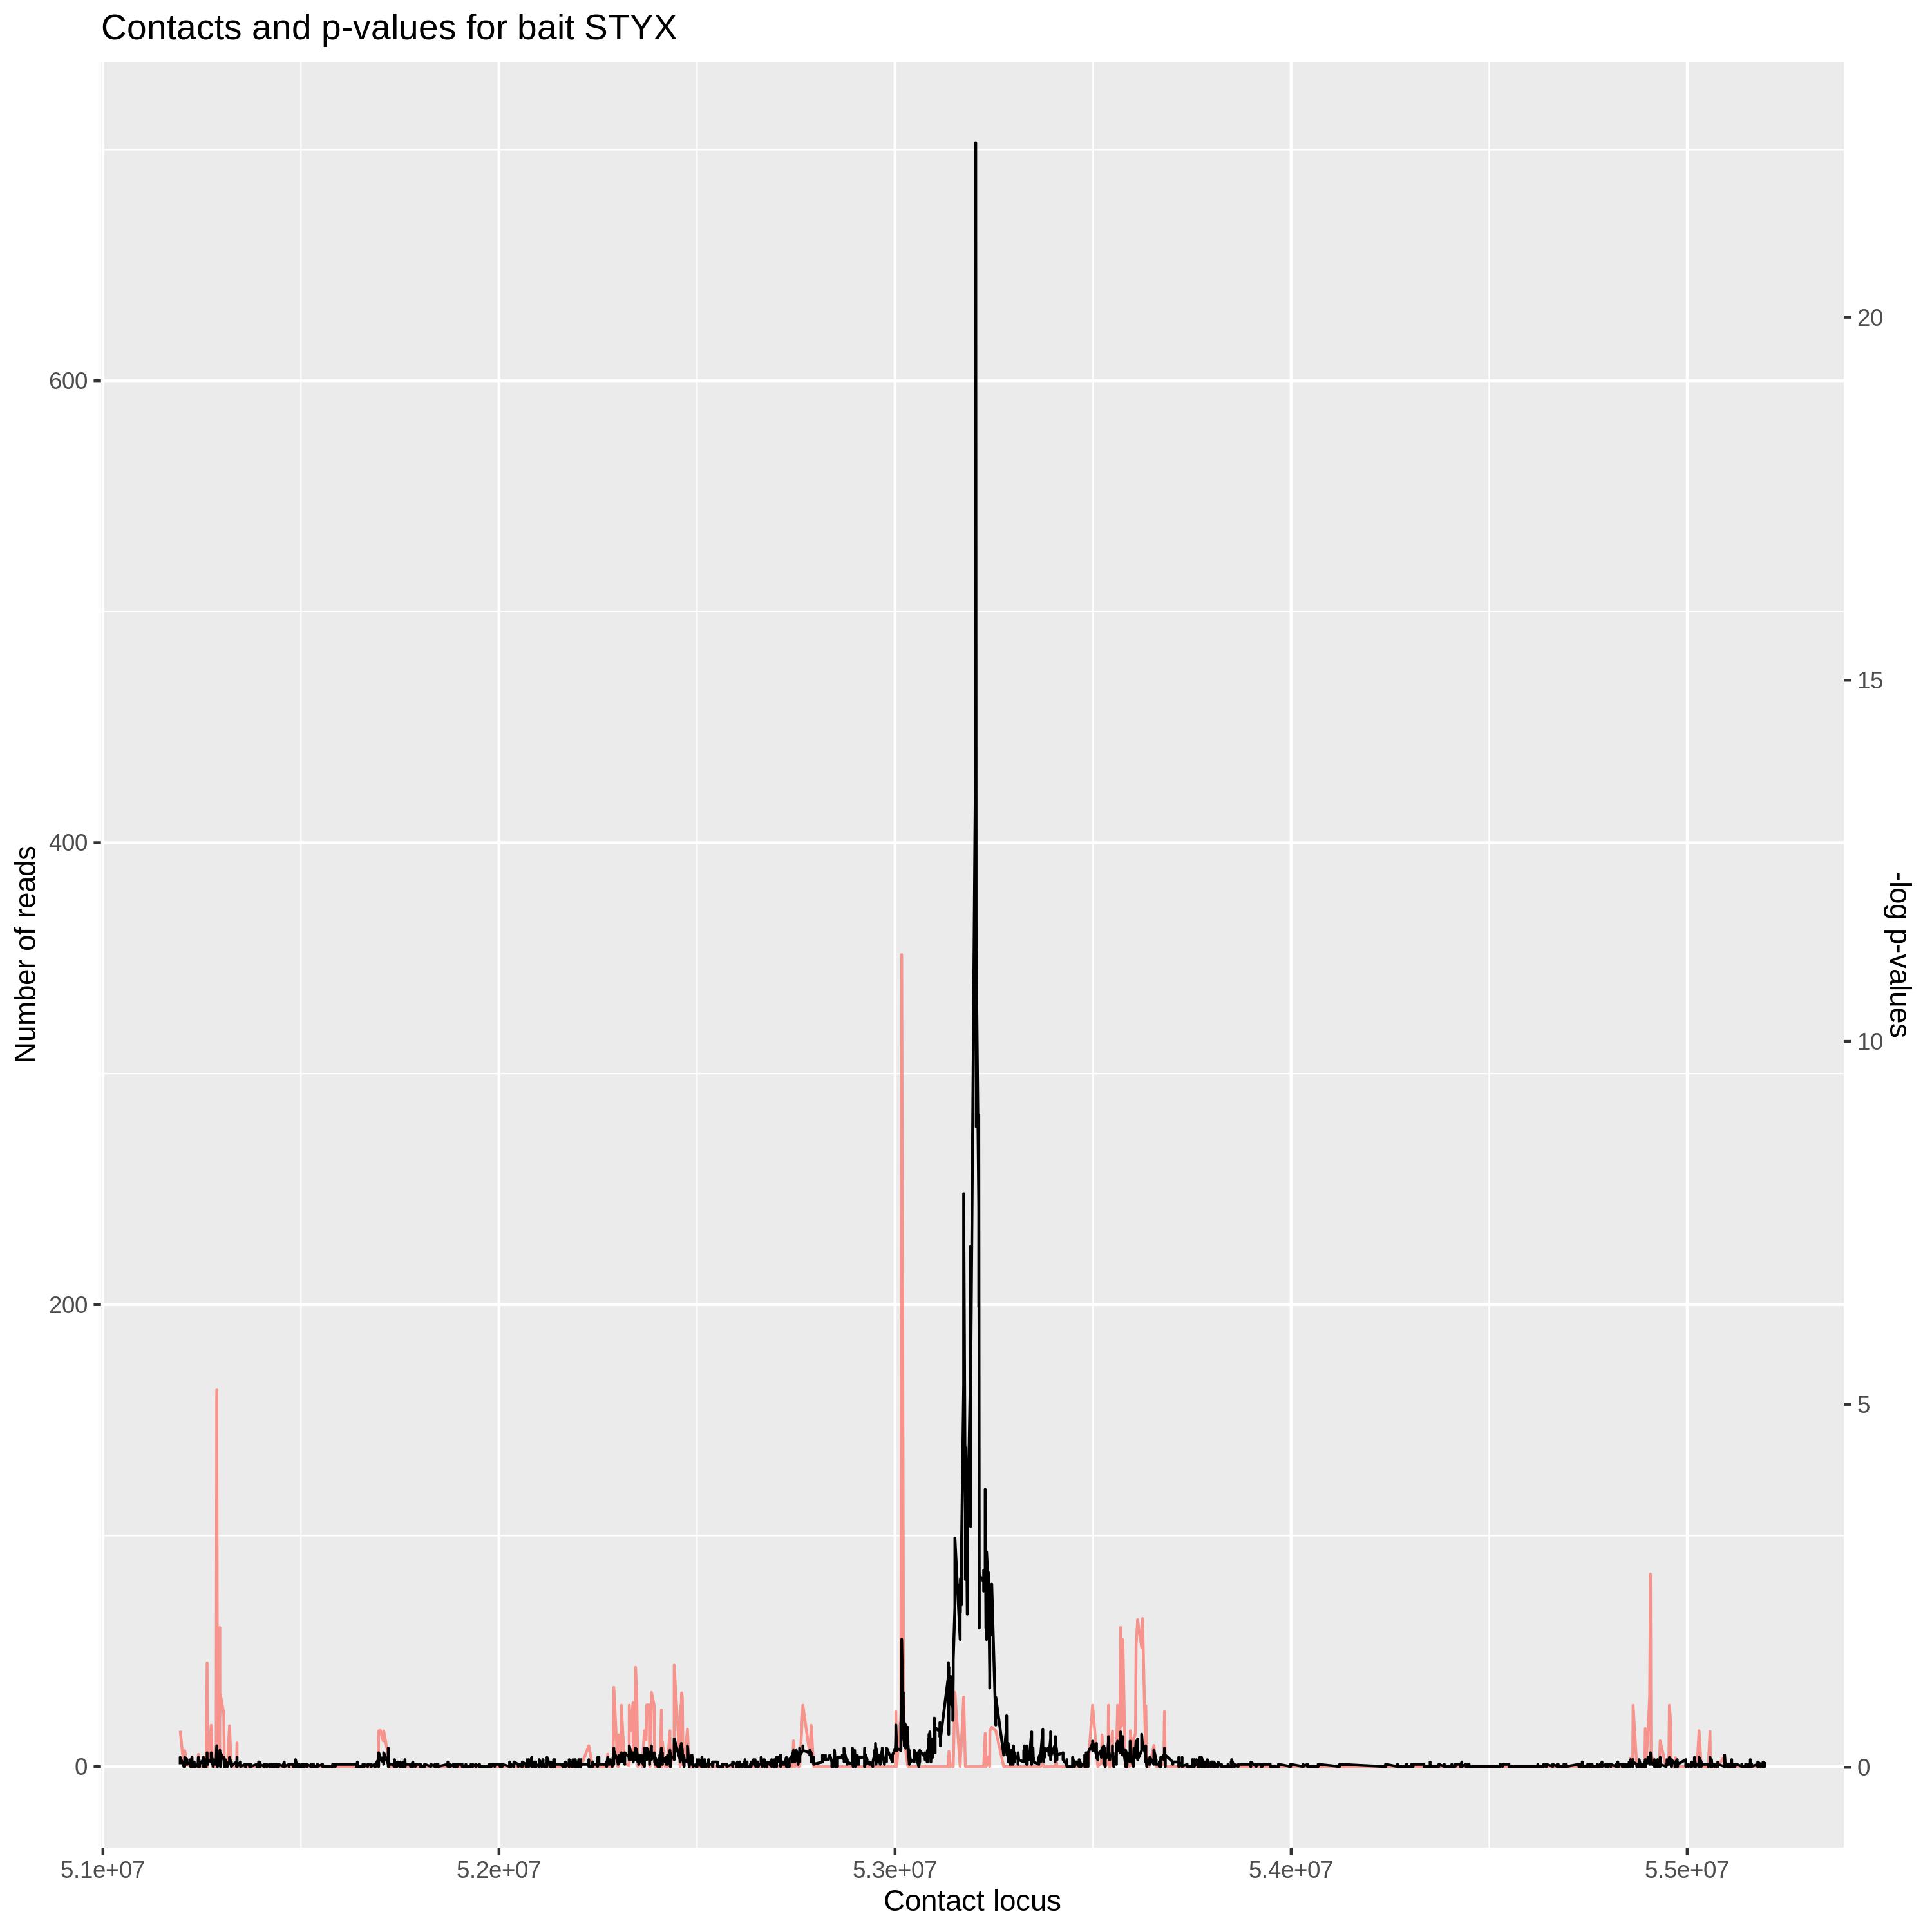 Contacts and p-values for bait STYX
Number of reads
600
400
200
0
20
15
10
5
0
-log p-values
5.1e+07
5.2e+07
5.3e+07
5.4e+07
5.5e+07
Contact locus